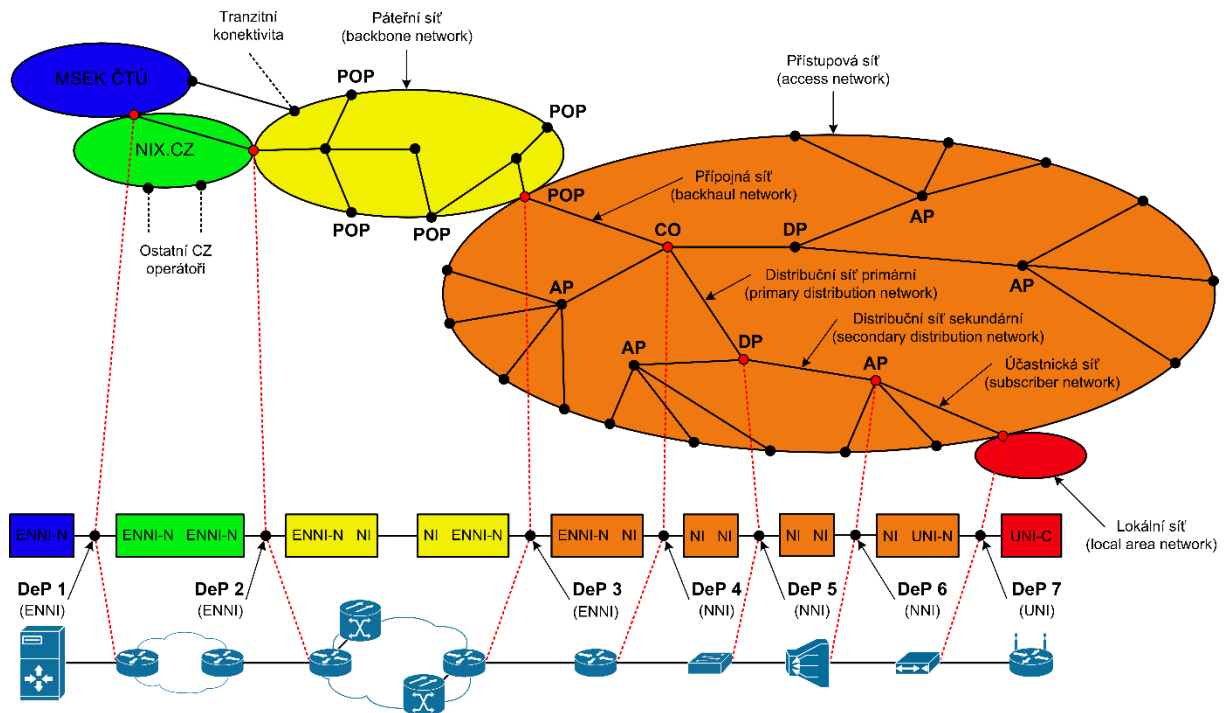 Tranzitní
konektivita
Páteřní síť
(backbone network)
Přístupová síť
(access network)
MSEK ČTÚ
POP
POP
NIX.CZ
POP
POP
POP
Ostatní CZ
operátoři
Přípojná síť
(backhaul network)
CO
DP
AP
AP
AP
Distribuční síť primární
(primary distribution network)
Distribuční síť sekundární
(secondary distribution network)
AP
DP
AP
Účastnická síť
(subscriber network)
Lokální síť
(local area network)
ENNI-N
ENNI-N ENNI-N
ENNI-N NI
NI ENNI-N
ENNI-N NI
NI NI
NI NI
NI UNI-N
UNI-C
DeP 1
(ENNI)
DeP 2
(ENNI)
DeP 3
(ENNI)
DeP 4
(NNI)
DeP 5
(NNI)
DeP 6
(NNI)
DeP 7
(UNI)